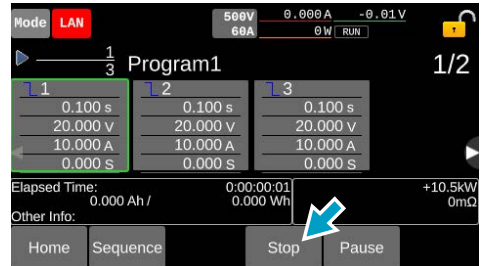 Mode LAN 500V 60A 0.000A -0.01V 0W RUN
1/3 Program1 1/2
1 2 3
0.100 s 0.100 s 0.100 s
20.000 V 20.000 V 20.000 V
10.000 A 10.000 A 10.000 A
0.000 S 0.000 S 0.000 S
Elapsed Time: 0:00:00:01 +10.5kW
0.000 Ah / 0.000 Wh 0mΩ
Other Info:
Home Sequence Stop Pause